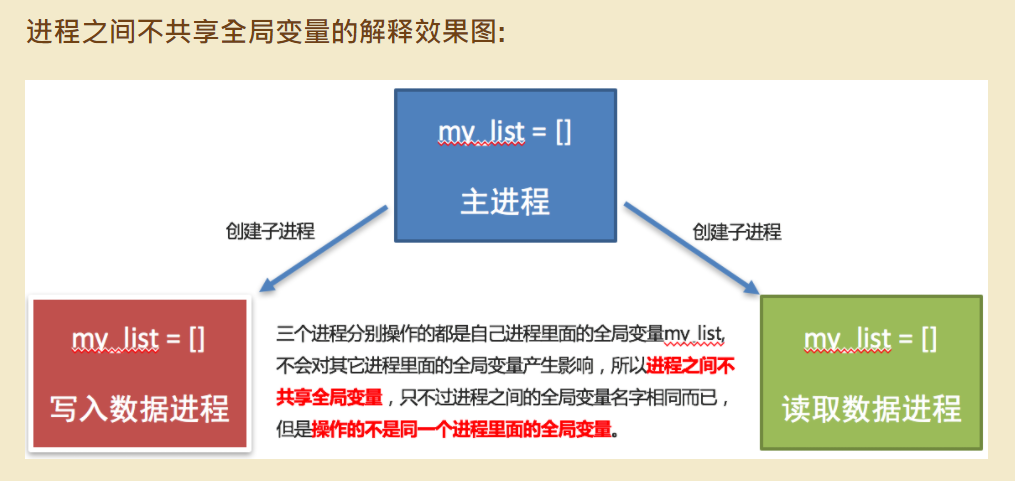 进程之间不共享全局变量的解释效果图:
my_list = []
主进程
创建子进程
创建子进程
my_list = []
写入数据进程
三个进程分别操作的都是自己进程里面的全局变量my_list,
不会对其它进程里面的全局变量产生影响，所以进程之间不
共享全局变量，只不过进程之间的全局变量名字相同而已，
但是操作的不是同一个进程里面的全局变量。
my_list = []
读取数据进程